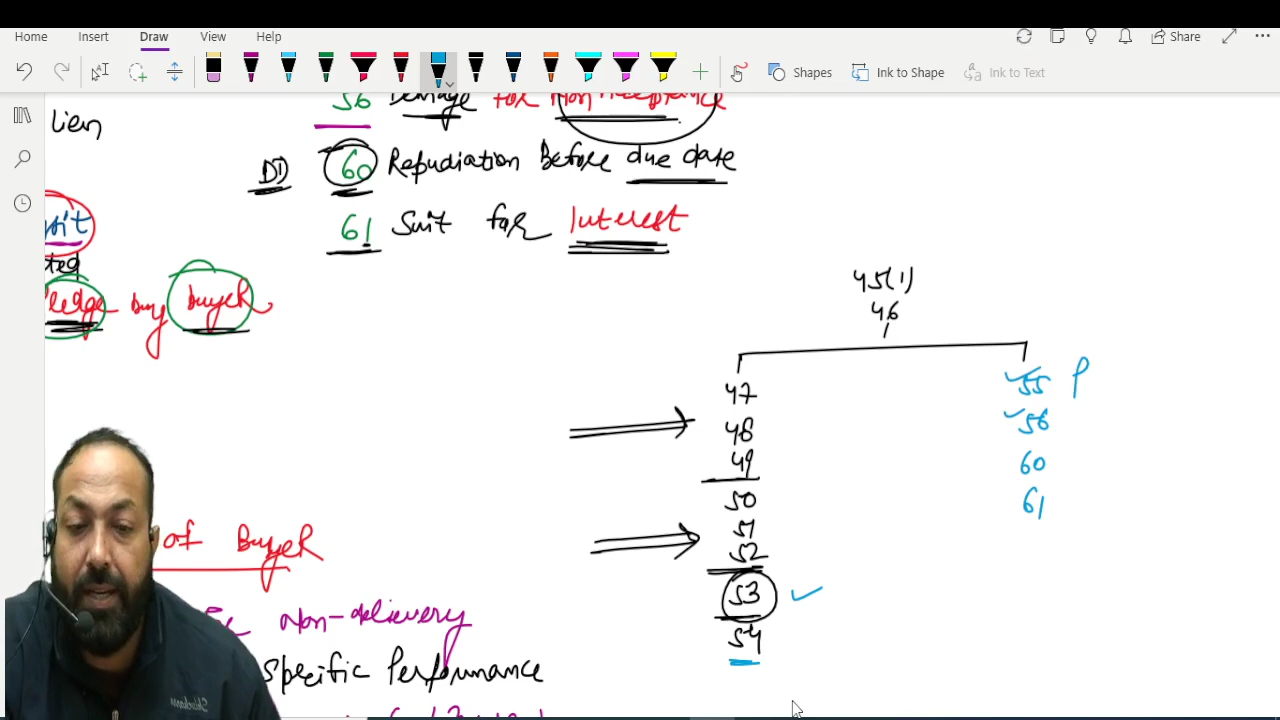 Home Insert Draw View Help
Share
Shapes Ink to Shape Ink to Text
56 Damage for Non Acceptance
lien
DD 60 Repudiation Before due date
61 Suit for Interest
by buyer
45(1)
46
47
48
49
50
51
52
53
54
55 P
56
60
61
of Buyer
Non-delivery
Specific Performance
Shinchan